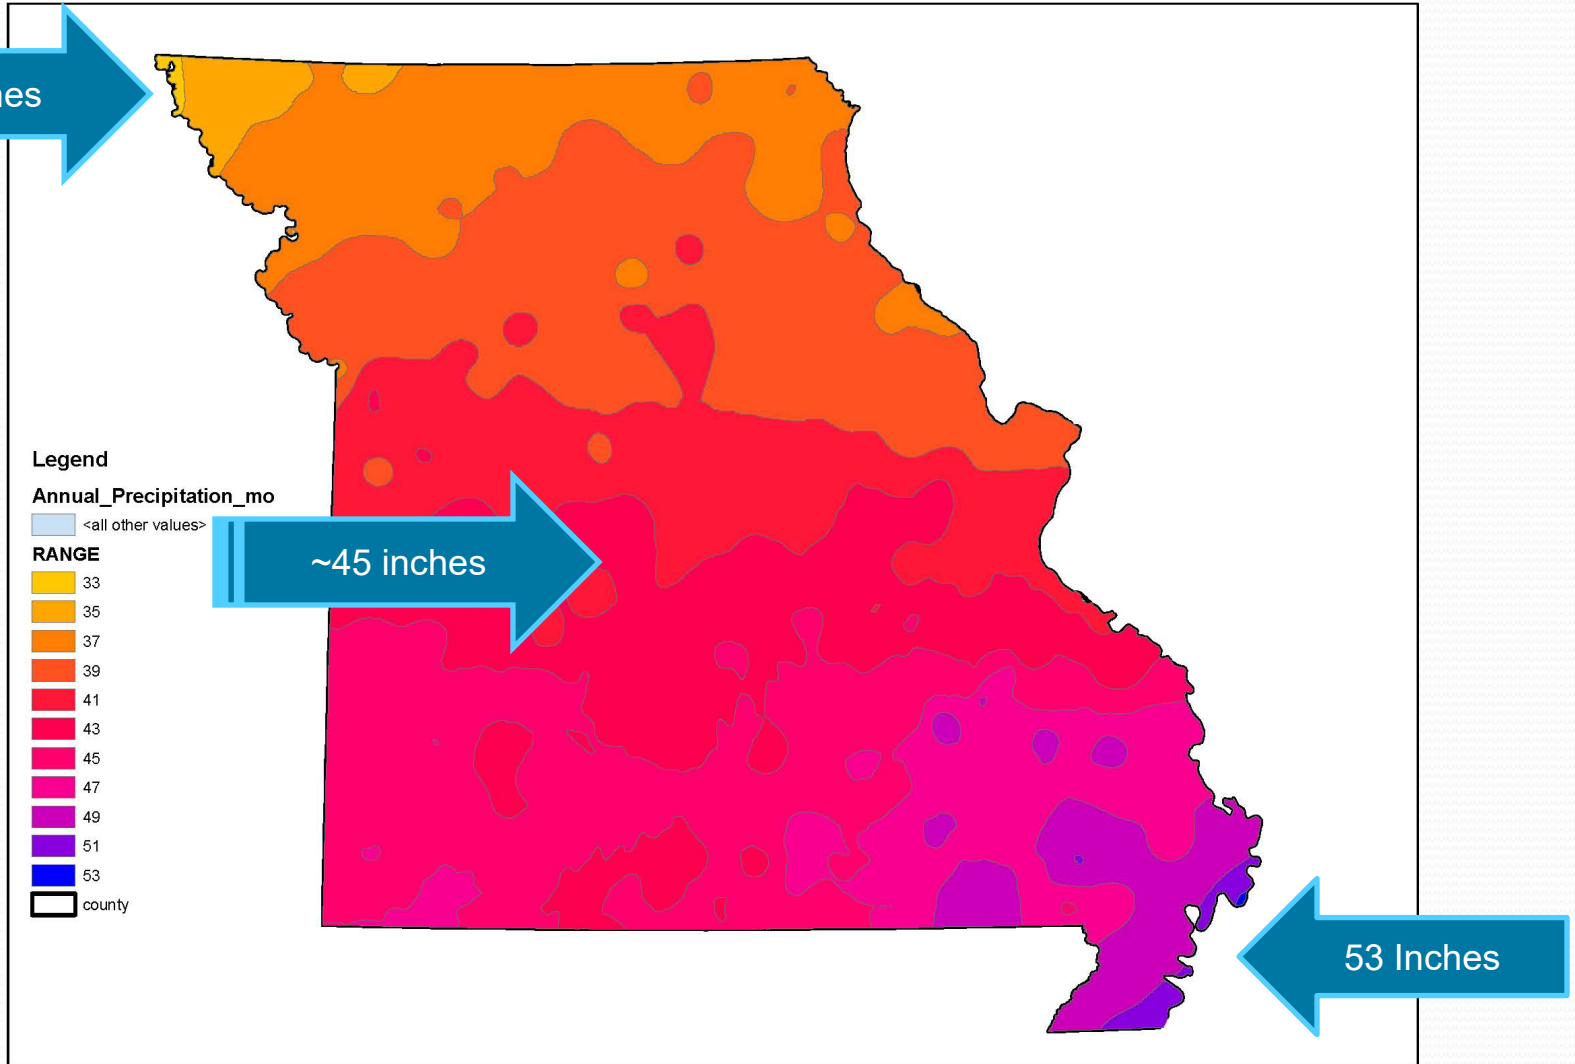 Legend
Annual_Precipitation_mo
<all other values>
RANGE
33
35
37
39
41
43
45
47
49
51
53
county
~45 inches
53 Inches